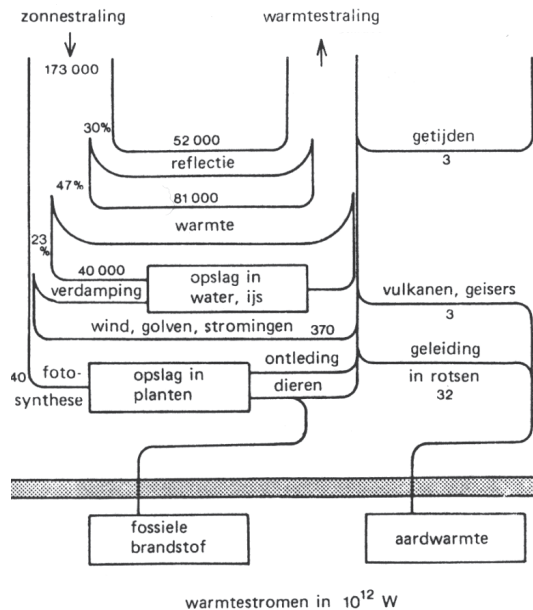 zonnestraling
warmtestraling
173 000
30%
52 000
reflectie
getijden
3
47%
81 000
warmte
23
%
40 000
verdamping
opslag in
water, ijs
vulkanen, geisers
3
wind, golven, stromingen 370
40 foto-
synthese
opslag in
planten
ontleding
dieren
geleiding
in rotsen
32
fossiele
brandstof
aardwarmte
warmtestromen in 10¹² W